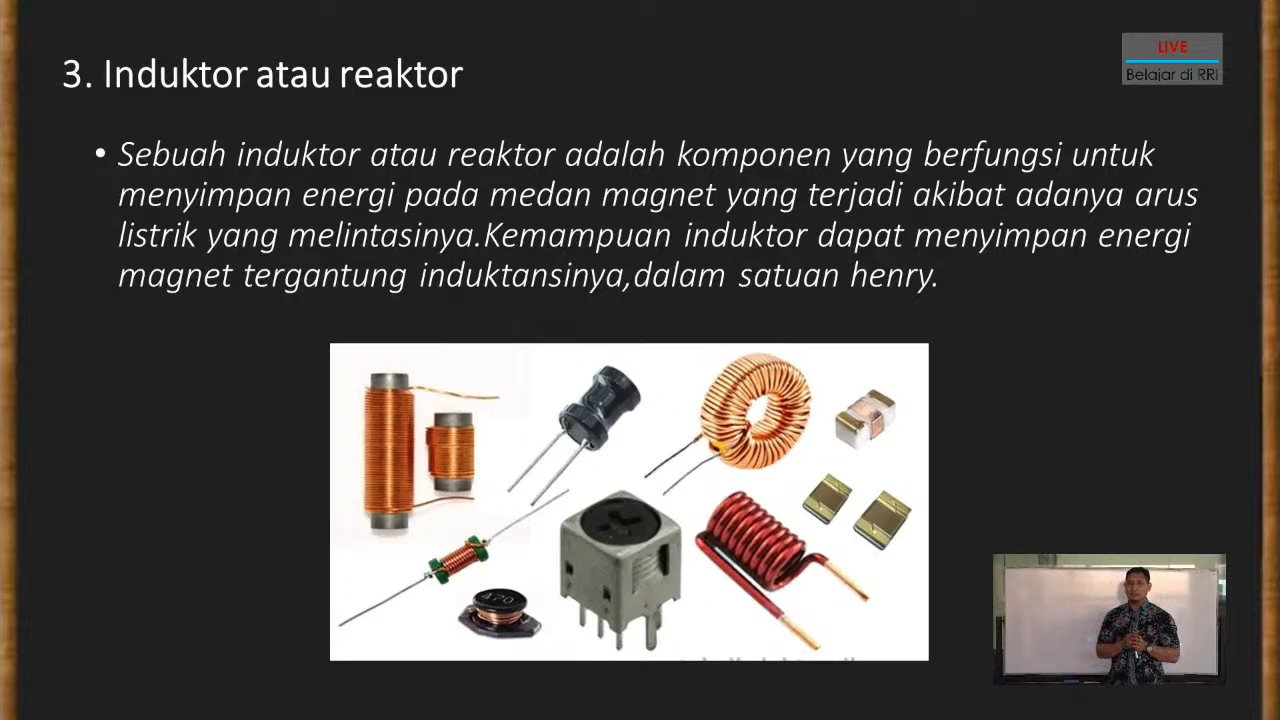 3. Induktor atau reaktor
LIVE
Belajar di RRI
• Sebuah induktor atau reaktor adalah komponen yang berfungsi untuk
menyimpan energi pada medan magnet yang terjadi akibat adanya arus
listrik yang melintasinya.Kemampuan induktor dapat menyimpan energi
magnet tergantung induktansinya,dalam satuan henry.
470